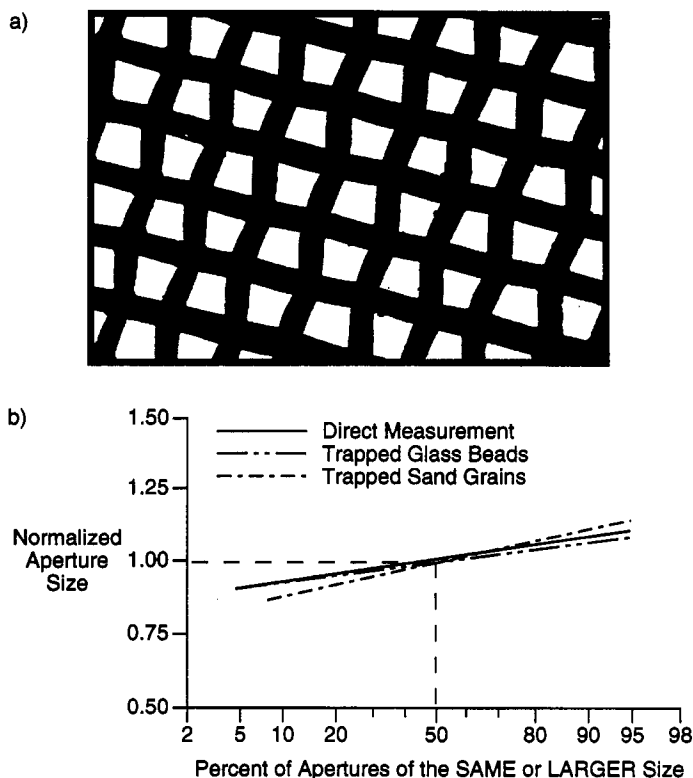 a)
b)
1.50
1.25
1.00
0.75
0.50
Normalized
Aperture
Size
Direct Measurement
Trapped Glass Beads
Trapped Sand Grains
2 5 10 20 50 80 90 95 98
Percent of Apertures of the SAME or LARGER Size